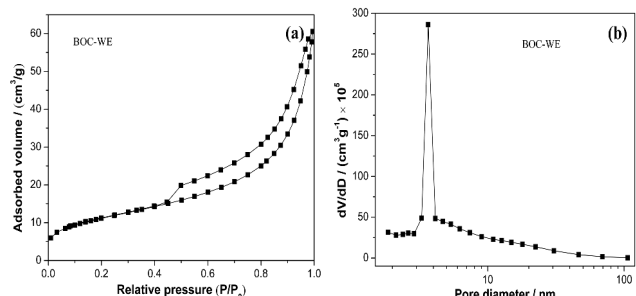 BOC-WE
(a)
Adsorbed volume / (cm³/g)
60
50
40
30
20
10
0
0.0 0.2 0.4 0.6 0.8 1.0
Relative pressure (P/P₀)
BOC-WE
(b)
dV/dD / (cm³g⁻¹) × 10⁵
300
250
200
150
100
50
0
10 100
Pore diameter / nm